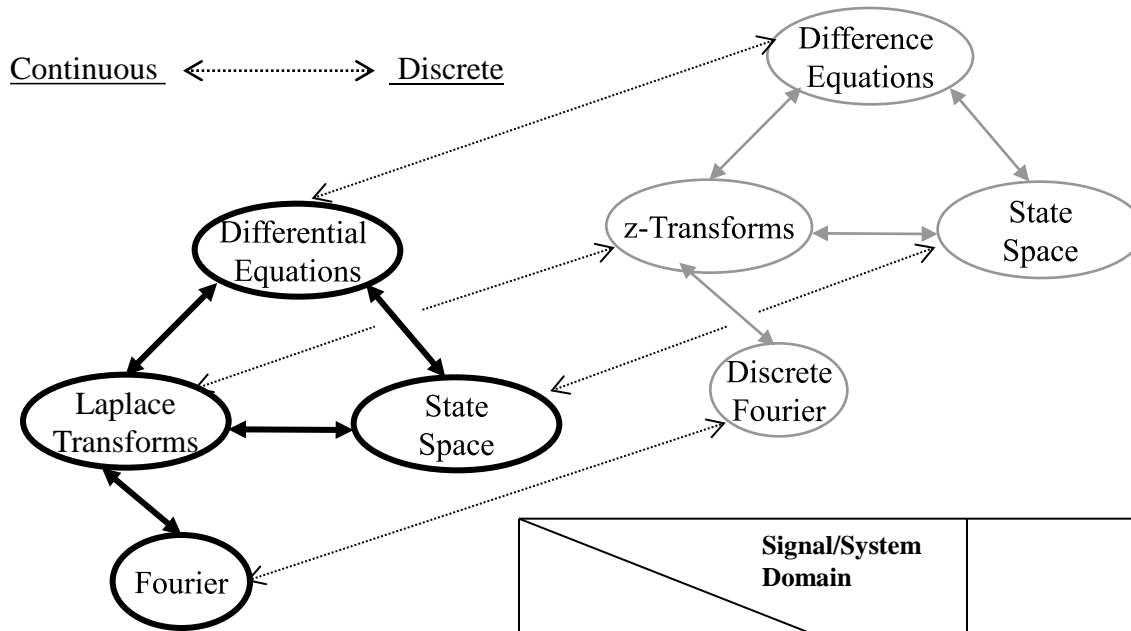 Continuous
Discrete
Difference
Equations
z-Transforms
State
Space
Differential
Equations
Discrete
Fourier
Laplace
Transforms
State
Space
Fourier
Signal/System
Domain